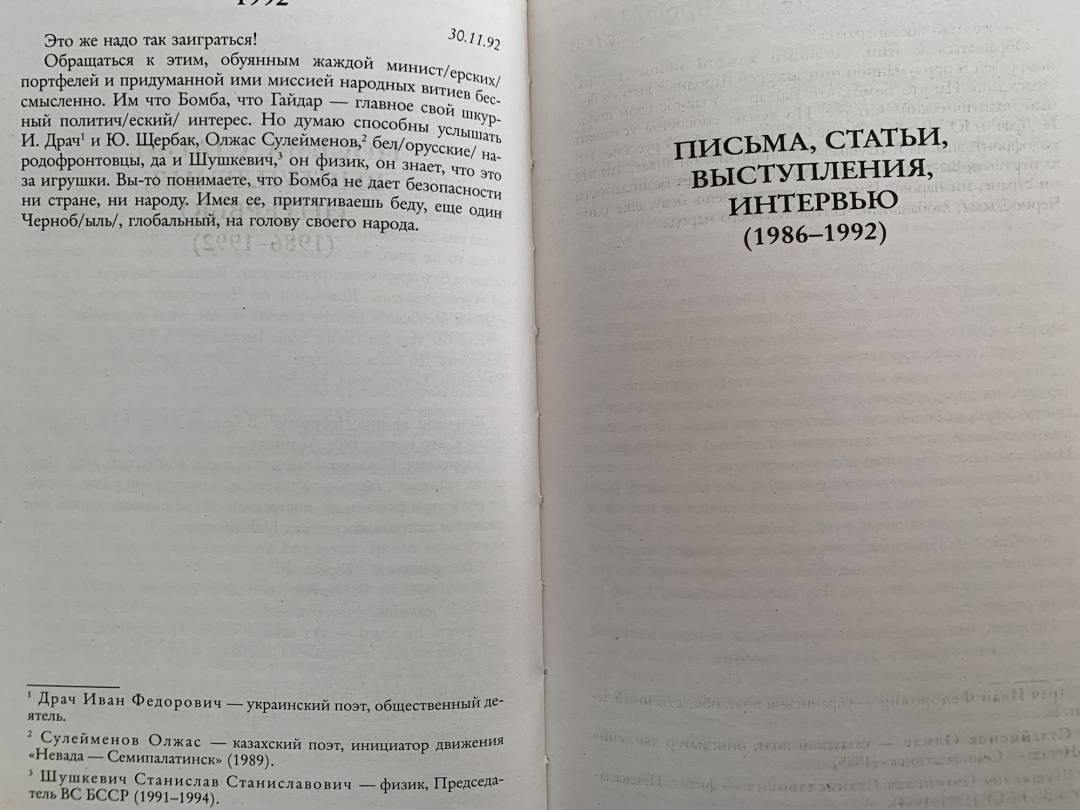 1992
30.11.92
Это же надо так заиграться!
Обращаться к этим, обуянным жаждой минист/ерских/
портфелей и придуманной ими миссией народных витиев бес-
смысленно. Им что Бомба, что Гайдар — главное свой шкур-
ный политич/еский/ интерес. Но думаю способны услышать
И. Драч¹ и Ю. Щербак, Олжас Сулейменов,² бел/орусские/ на-
родофронтовцы, да и Шушкевич,³ он физик, он знает, что это
за игрушки. Вы-то понимаете, что Бомба не дает безопасности
ни стране, ни народу. Имея ее, притягиваешь беду, еще один
Черноб/ыль/, глобальный, на голову своего народа.
¹ Драч Иван Федорович — украинский поэт, общественный де-
ятель.
² Сулейменов Олжас — казахский поэт, инициатор движения
«Невада — Семипалатинск» (1989).
³ Шушкевич Станислав Станиславович — физик, Председа-
тель ВС БССР (1991–1994).
ПИСЬМА, СТАТЬИ,
ВЫСТУПЛЕНИЯ,
ИНТЕРВЬЮ
(1986–1992)